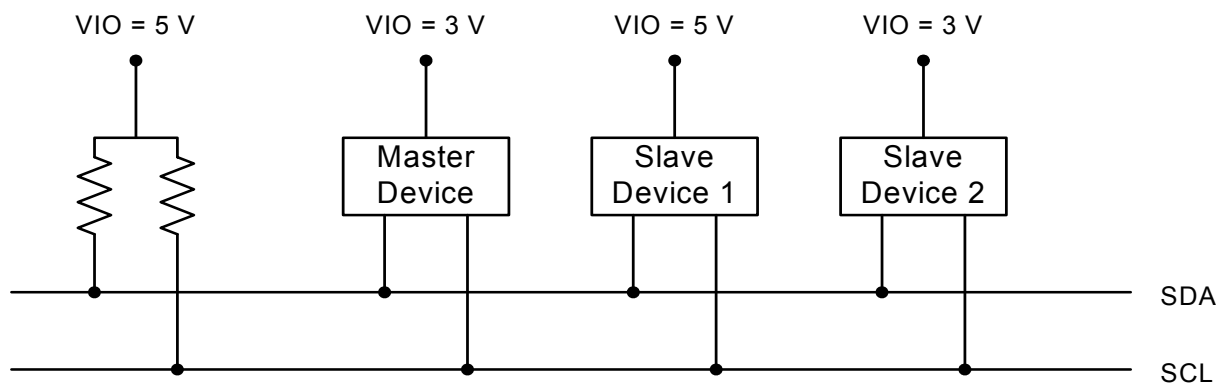 VIO = 5 V
VIO = 3 V
VIO = 5 V
VIO = 3 V
Master
Device
Slave
Device 1
Slave
Device 2
SDA
SCL